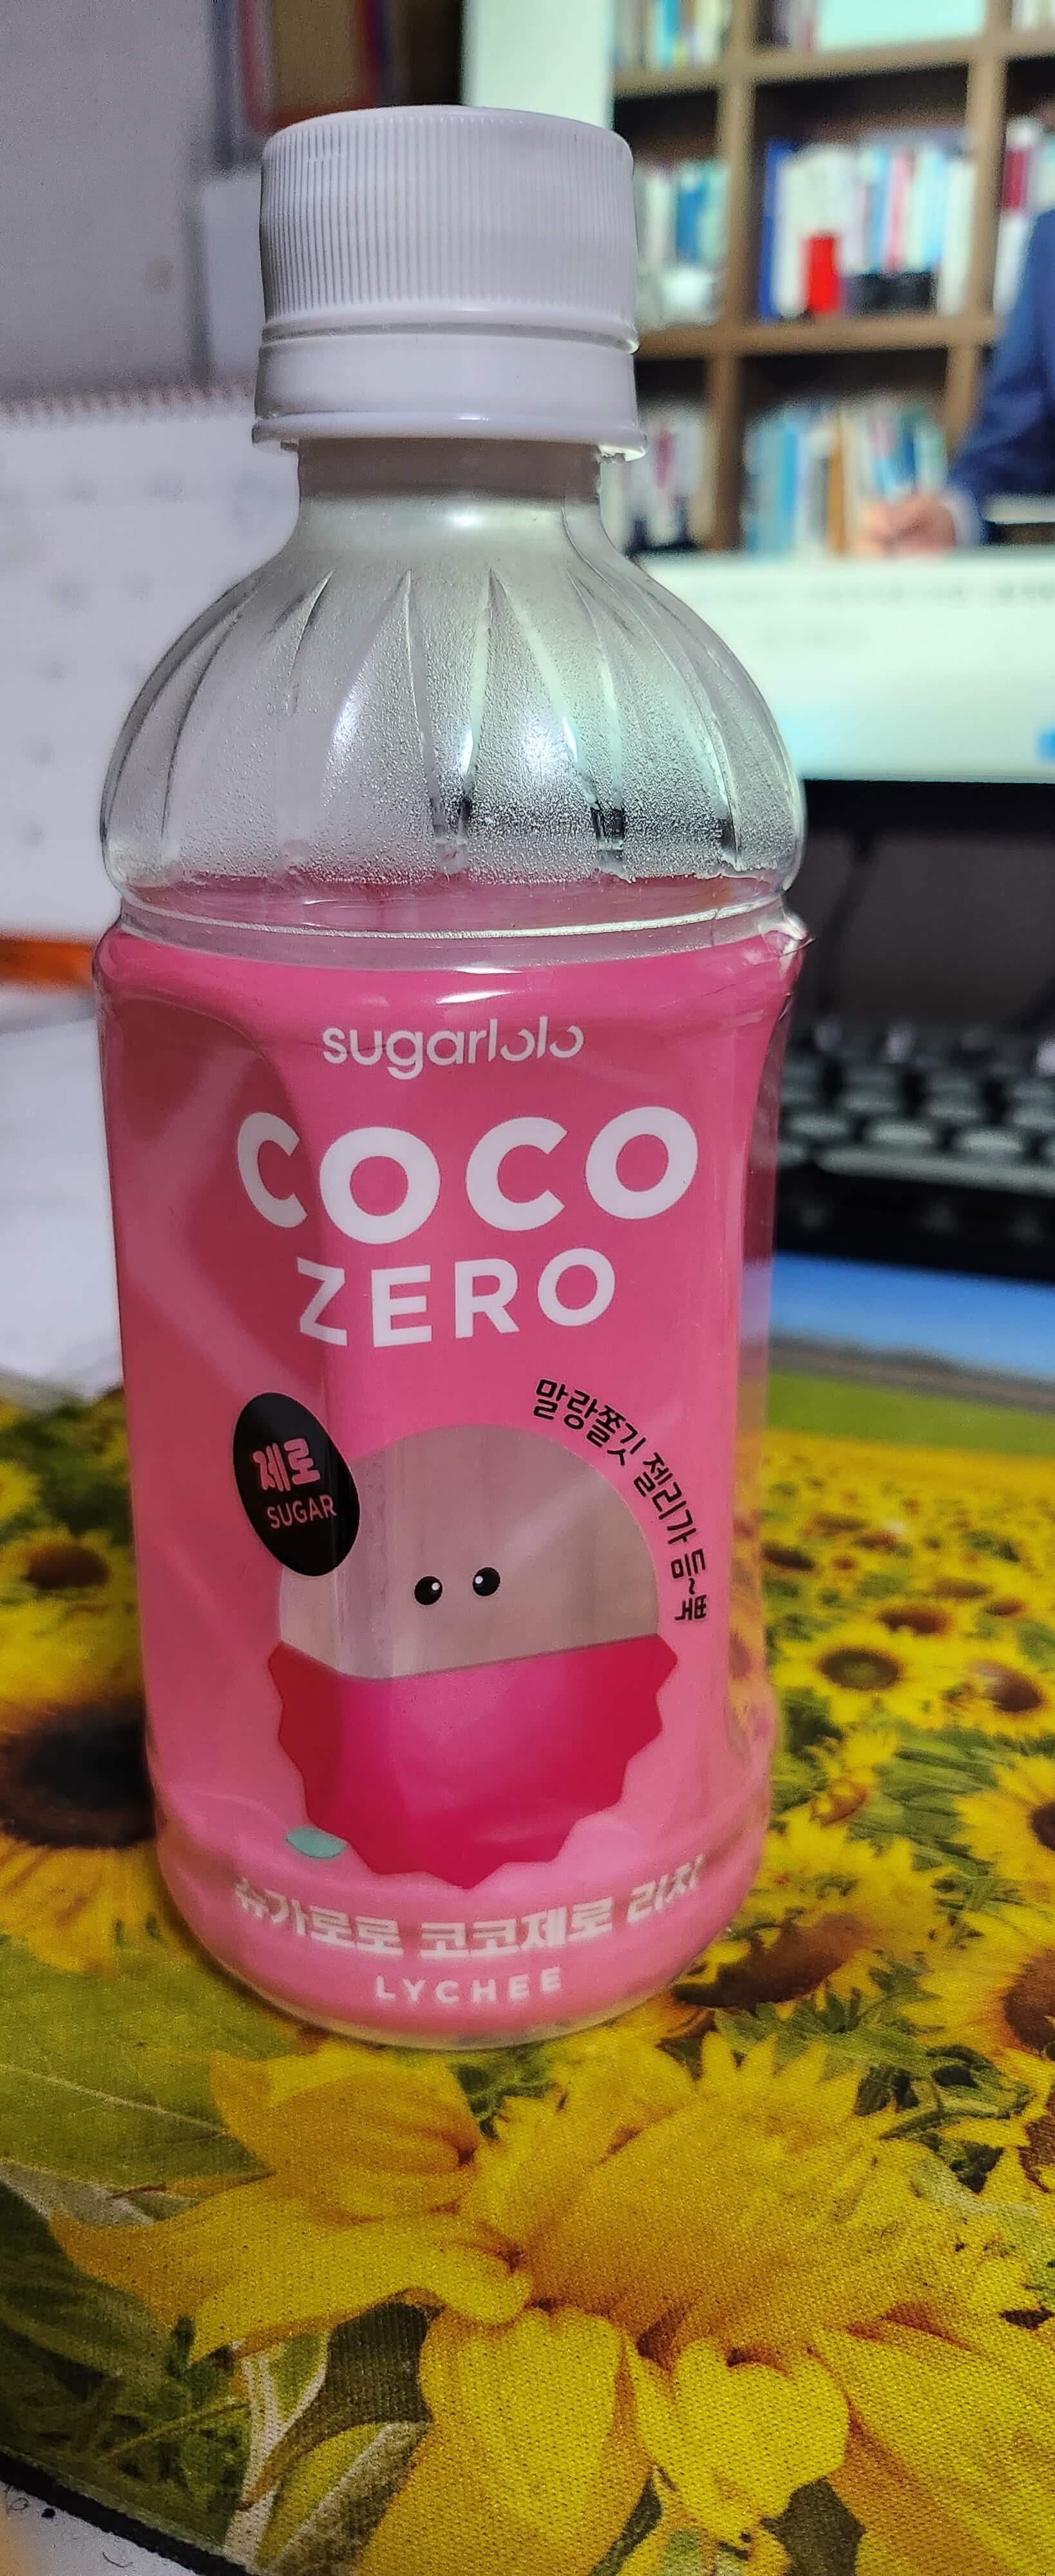 sugarlolo
COCO
ZERO
제로
SUGAR
말랑쫄깃 젤리가 듬~뿍
슈가로로 코코제로 리치
LYCHEE